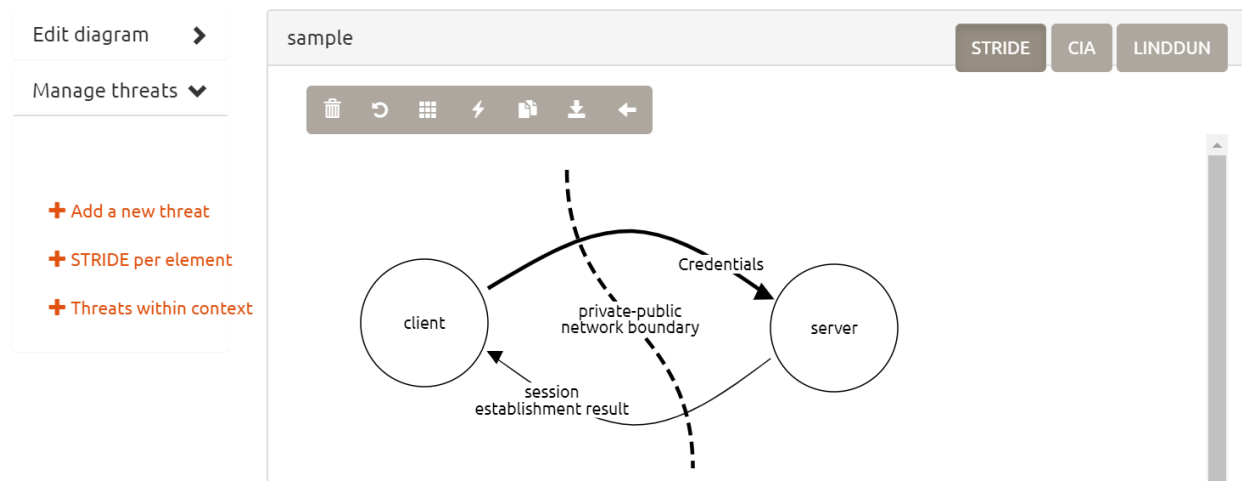 Edit diagram
Manage threats
Add a new threat
STRIDE per element
Threats within context
sample
STRIDE
CIA
LINDDUN
Credentials
client
private-public
network boundary
server
session
establishment result